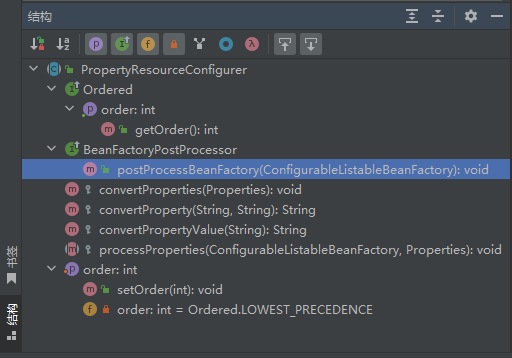 结构
PropertyResourceConfigurer
Ordered
order: int
getOrder(): int
BeanFactoryPostProcessor
postProcessBeanFactory(ConfigurableListableBeanFactory): void
convertProperties(Properties): void
convertProperty(String, String): String
convertPropertyValue(String): String
processProperties(ConfigurableListableBeanFactory, Properties): void
order: int
setOrder(int): void
order: int = Ordered.LOWEST_PRECEDENCE
书签
结构